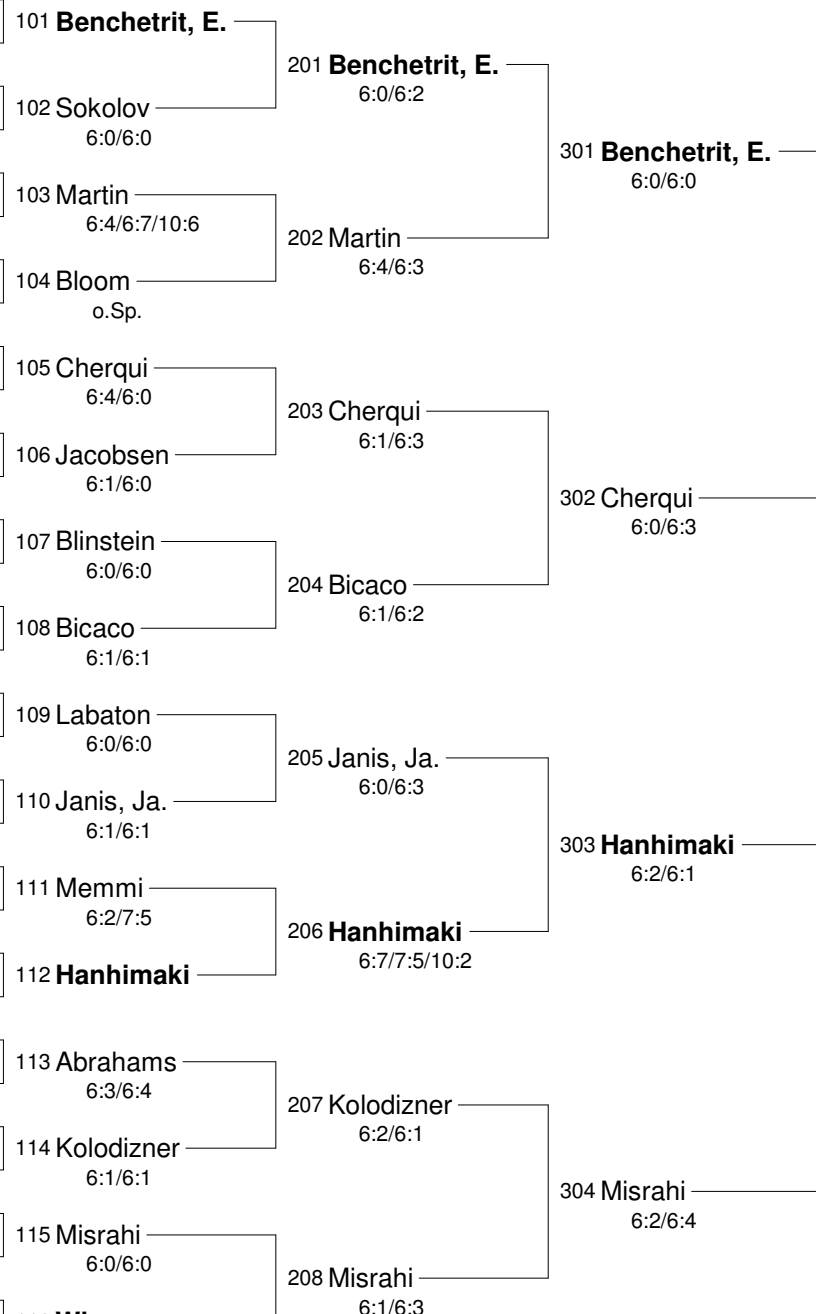 101 Benchetrit, E.
201 Benchetrit, E.
6:0/6:2
102 Sokolov
6:0/6:0
301 Benchetrit, E.
6:0/6:0
103 Martin
6:4/6:7/10:6
202 Martin
6:4/6:3
104 Bloom
o.Sp.
105 Cherqui
6:4/6:0
203 Cherqui
6:1/6:3
106 Jacobsen
6:1/6:0
302 Cherqui
6:0/6:3
107 Blinstein
6:0/6:0
204 Bicaco
6:1/6:2
108 Bicaco
6:1/6:1
109 Labaton
6:0/6:0
205 Janis, Ja.
6:0/6:3
110 Janis, Ja.
6:1/6:1
303 Hanhimaki
6:2/6:1
111 Memmi
6:2/7:5
206 Hanhimaki
6:7/7:5/10:2
112 Hanhimaki
113 Abrahams
6:3/6:4
207 Kolodizner
6:2/6:1
114 Kolodizner
6:1/6:1
304 Misrahi
6:2/6:4
115 Misrahi
6:0/6:0
208 Misrahi
6:1/6:3